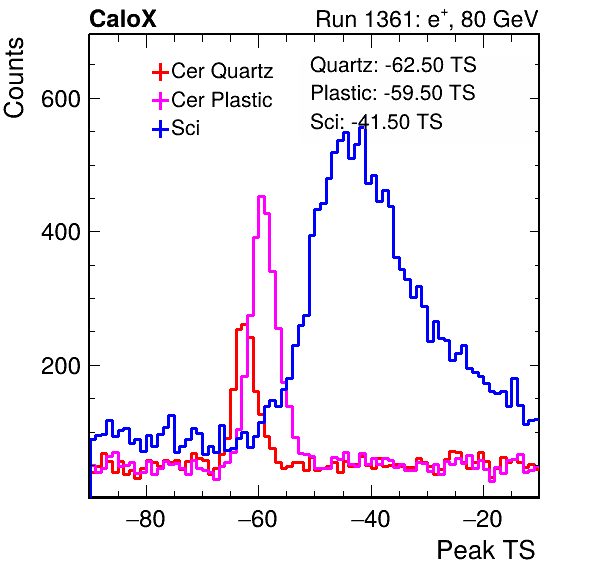 CaloX Run 1361: e⁺, 80 GeV
Counts
Cer Quartz
Cer Plastic
Sci
Quartz: -62.50 TS
Plastic: -59.50 TS
Sci: -41.50 TS
600
400
200
−80 −60 −40 −20
Peak TS